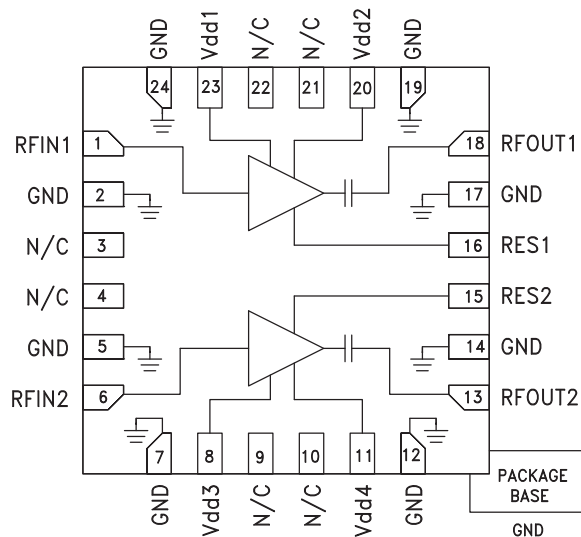 GND
Vdd1
N/C
N/C
Vdd2
GND
24
23
22
21
20
19
RFIN1
1
18
RFOUT1
GND
2
17
GND
N/C
3
16
RES1
N/C
4
15
RES2
GND
5
14
GND
RFIN2
6
13
RFOUT2
7
8
9
10
11
12
GND
Vdd3
N/C
N/C
Vdd4
GND
PACKAGE
BASE
GND